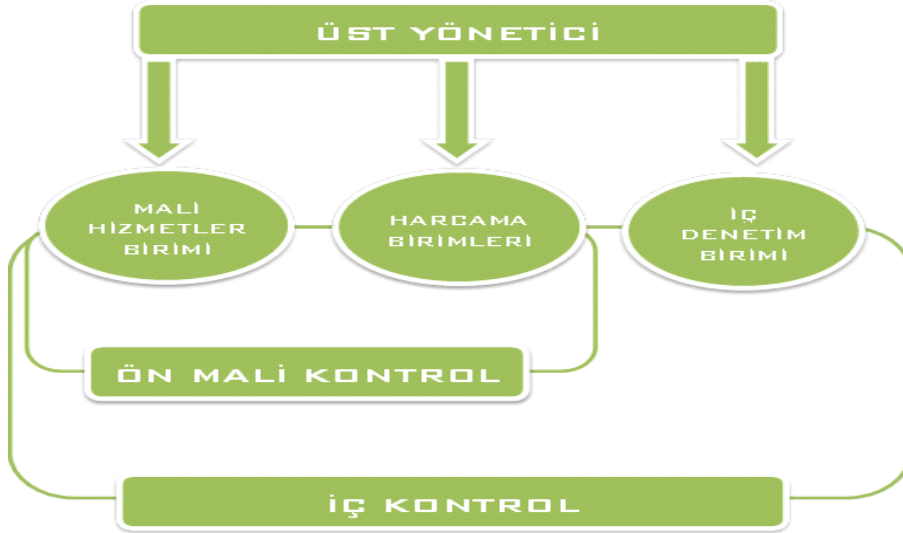 ÜST YÖNETİCİ
MALİ
HİZMETLER
BİRİMİ
HARCAMA
BİRİMLERİ
İÇ
DENETİM
BİRİMİ
ÖN MALİ KONTROL
İÇ KONTROL